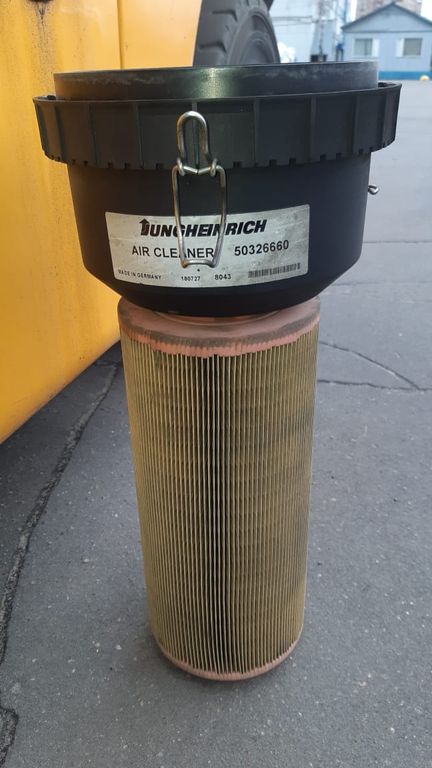 JUNGHEINRICH
AIR CLEANER 50326660
MADE IN GERMANY 180727 8043